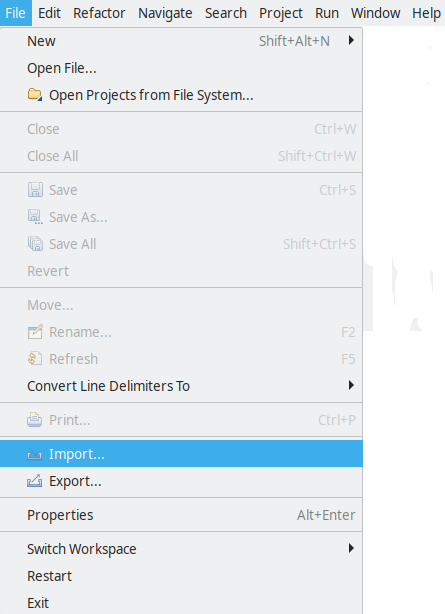 File Edit Refactor Navigate Search Project Run Window Help
New Shift+Alt+N
Open File...
Open Projects from File System...
Close Ctrl+W
Close All Shift+Ctrl+W
Save Ctrl+S
Save As...
Save All Shift+Ctrl+S
Revert
Move...
Rename... F2
Refresh F5
Convert Line Delimiters To
Print... Ctrl+P
Import...
Export...
Properties Alt+Enter
Switch Workspace
Restart
Exit